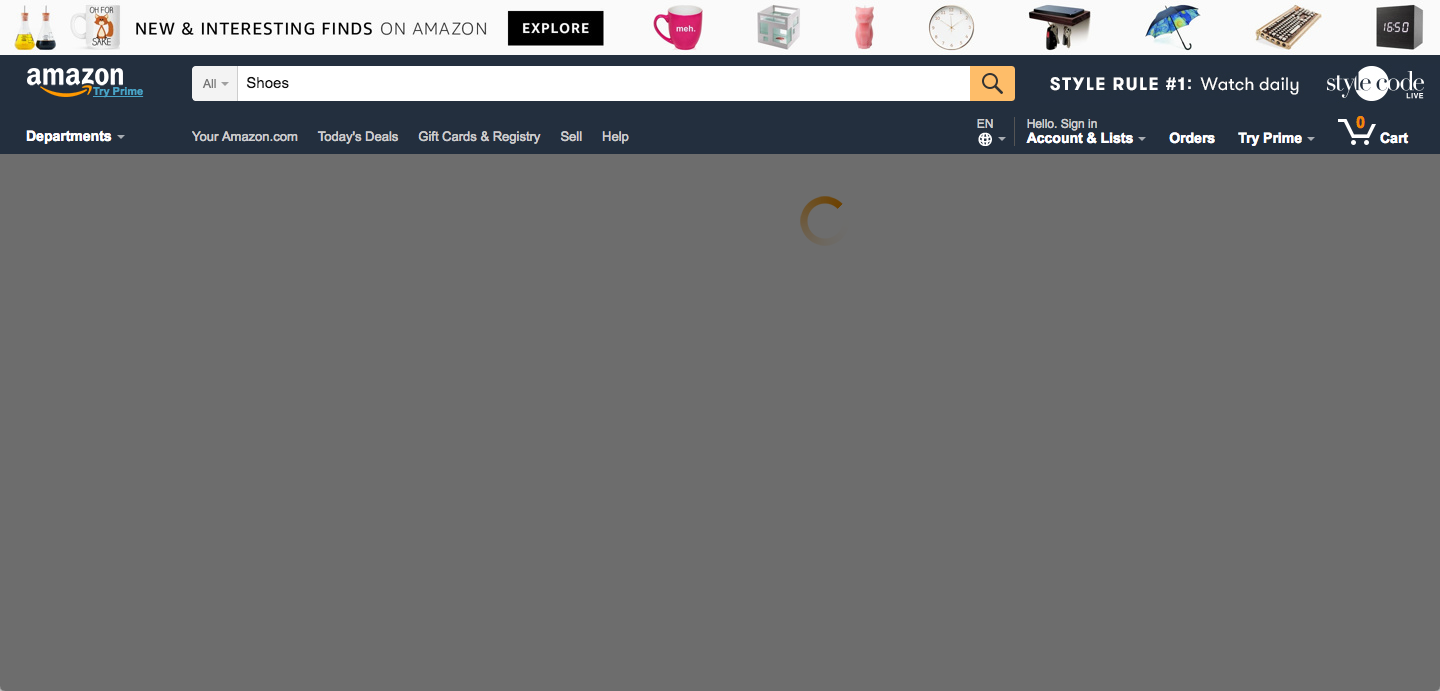 OH FOR
SAKE
NEW & INTERESTING FINDS ON AMAZON
EXPLORE
meh.
16:50
amazon
Try Prime
All
Shoes
STYLE RULE #1: Watch daily
style code
LIVE
Departments
Your Amazon.com
Today's Deals
Gift Cards & Registry
Sell
Help
EN
Hello. Sign in
Account & Lists
Orders
Try Prime
0
Cart